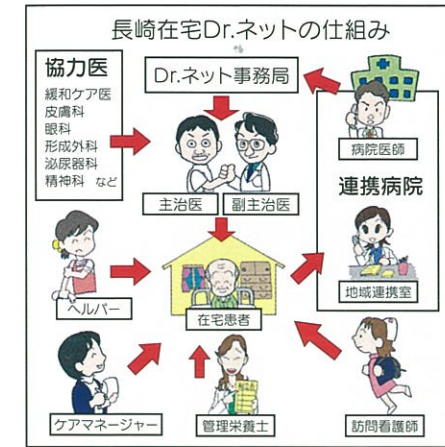 長崎在宅Dr.ネットの仕組み
協力医
緩和ケア医
皮膚科
眼科
形成外科
泌尿器科
精神科 など
Dr.ネット事務局
病院医師
連携病院
主治医
副主治医
地域連携室
ヘルパー
在宅患者
ケアマネージャー
管理栄養士
訪問看護師